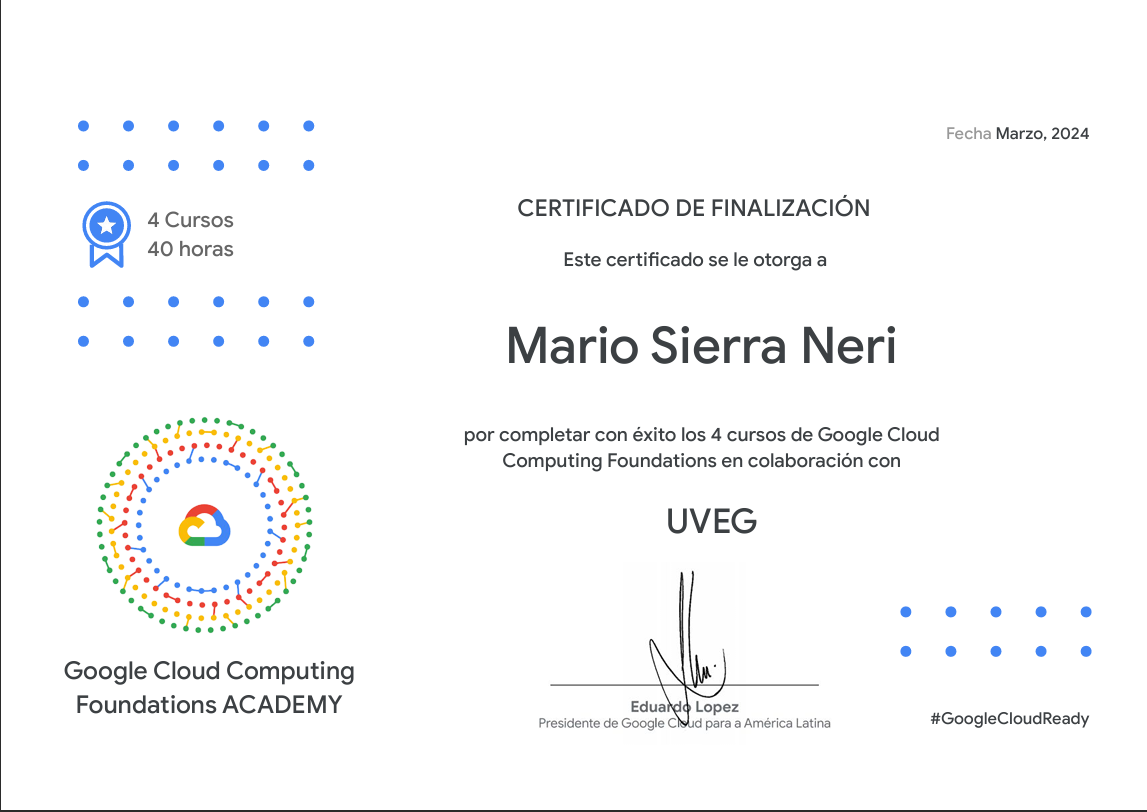 Fecha Marzo, 2024
4 Cursos
40 horas
CERTIFICADO DE FINALIZACIÓN
Este certificado se le otorga a
Mario Sierra Neri
por completar con éxito los 4 cursos de Google Cloud
Computing Foundations en colaboración con
UVEG
Google Cloud Computing
Foundations ACADEMY
Eduardo Lopez
Presidente de Google Cloud para a América Latina
#GoogleCloudReady